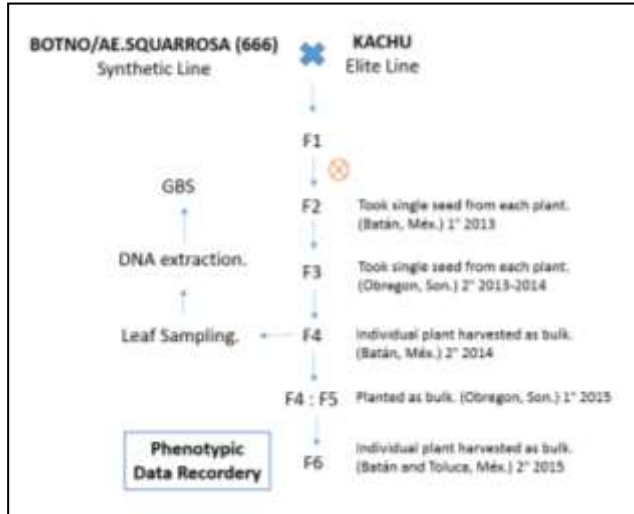 BOTNO/AE.SQUARROSA (666)
Synthetic Line
KACHU
Elite Line
F1
F2
Took single seed from each plant.
(Batán, Méx.) 1° 2013
F3
Took single seed from each plant.
(Obregon, Son.) 2° 2013-2014
GBS
DNA extraction.
Leaf Sampling.
F4
Individual plant harvested as bulk.
(Batán, Méx.) 2° 2014
F4 : F5
Planted as bulk. (Obregon, Son.) 1° 2015
Phenotypic
Data Recordery
F6
Individual plant harvested as bulk.
(Batán and Toluca, Méx.) 2° 2015